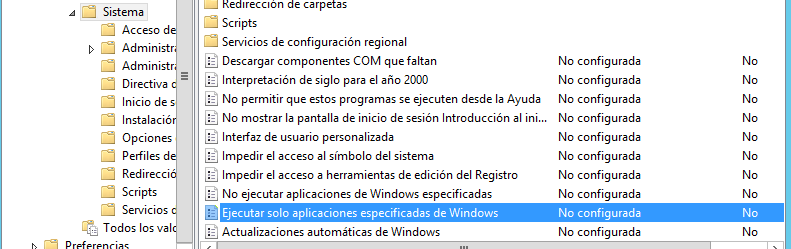 Sistema
Acceso de
Administra
Administra
Directiva d
Inicio de s
Instalación
Opciones
Perfiles de
Redirecció
Scripts
Servicios d
Todos los valo
Preferencias
Redirección de carpetas
Scripts
Servicios de configuración regional
Descargar componentes COM que faltan No configurada No
Interpretación de siglo para el año 2000 No configurada No
No permitir que estos programas se ejecuten desde la Ayuda No configurada No
No mostrar la pantalla de inicio de sesión Introducción al ini... No configurada No
Interfaz de usuario personalizada No configurada No
Impedir el acceso al símbolo del sistema No configurada No
Impedir el acceso a herramientas de edición del Registro No configurada No
No ejecutar aplicaciones de Windows especificadas No configurada No
Ejecutar solo aplicaciones especificadas de Windows No configurada No
Actualizaciones automáticas de Windows No configurada No